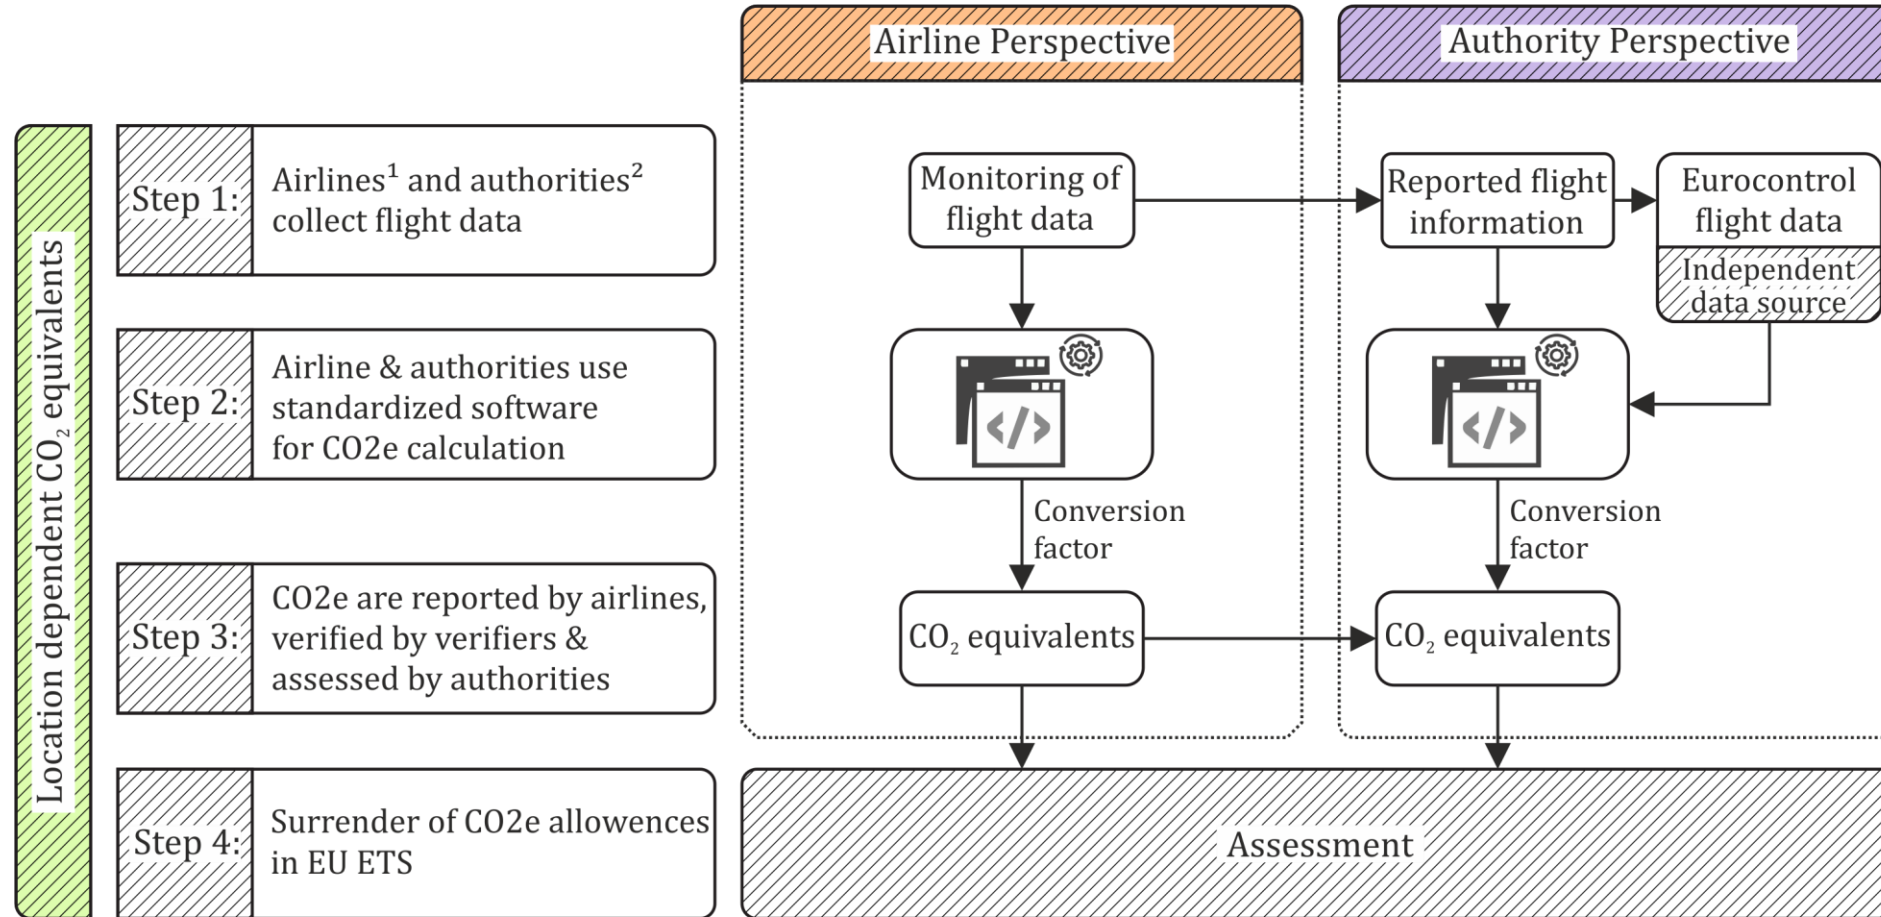 Airline Perspective
Authority Perspective
Location dependent CO₂ equivalents
Step 1:
Airlines¹ and authorities²
collect flight data
Monitoring of
flight data
Reported flight
information
Eurocontrol
flight data
Independent
data source
Step 2:
Airline & authorities use
standardized software
for CO2e calculation
</>
</>
Conversion
factor
Conversion
factor
Step 3:
CO2e are reported by airlines,
verified by verifiers &
assessed by authorities
CO₂ equivalents
CO₂ equivalents
Step 4:
Surrender of CO2e allowences
in EU ETS
Assessment